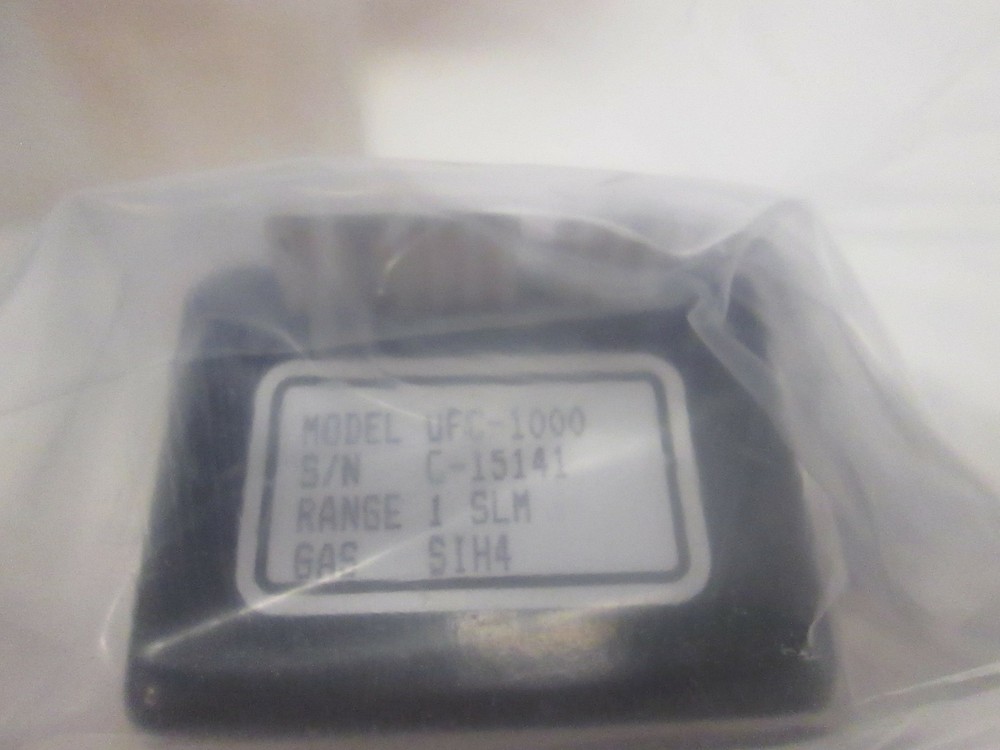 MODEL UFC-1000
S/N C-15141
RANGE 1 SLM
GAS SIH4